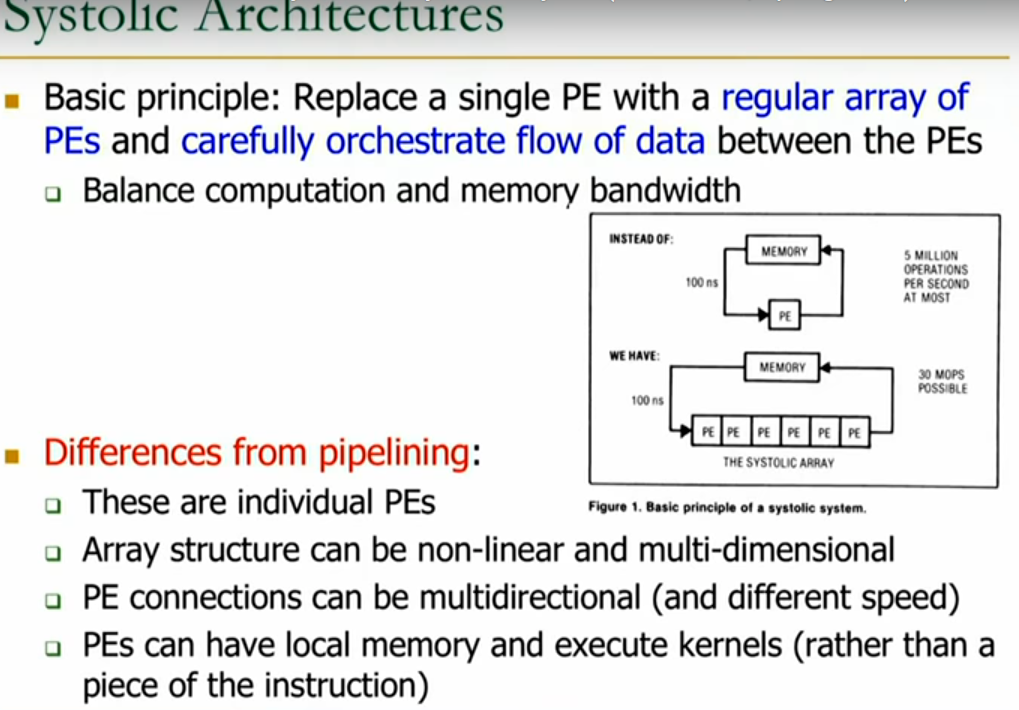 Systolic Architectures
Basic principle: Replace a single PE with a regular array of
PEs and carefully orchestrate flow of data between the PEs
Balance computation and memory bandwidth
INSTEAD OF:
MEMORY
100 ns
PE
5 MILLION
OPERATIONS
PER SECOND
AT MOST
WE HAVE:
MEMORY
100 ns
30 MOPS
POSSIBLE
PE PE PE PE PE PE
THE SYSTOLIC ARRAY
Figure 1. Basic principle of a systolic system.
Differences from pipelining:
These are individual PEs
Array structure can be non-linear and multi-dimensional
PE connections can be multidirectional (and different speed)
PEs can have local memory and execute kernels (rather than a
piece of the instruction)